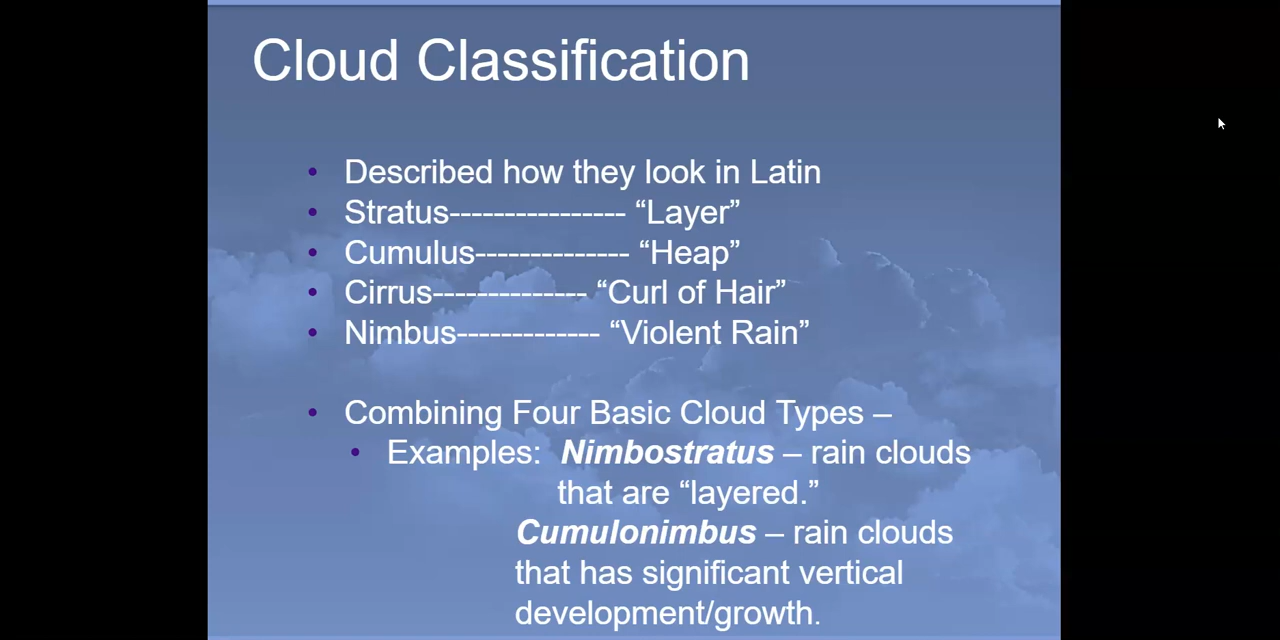 Cloud Classification
• Described how they look in Latin
• Stratus---------------- “Layer”
• Cumulus-------------- “Heap”
• Cirrus-------------- “Curl of Hair”
• Nimbus------------- “Violent Rain”
• Combining Four Basic Cloud Types –
• Examples: Nimbostratus – rain clouds
that are “layered.”
Cumulonimbus – rain clouds
that has significant vertical
development/growth.